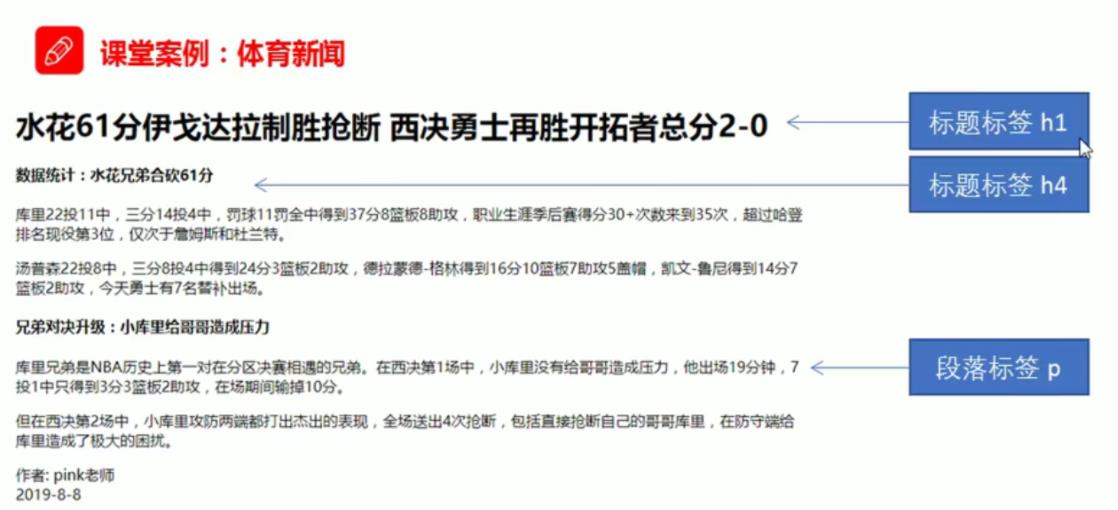 课堂案例：体育新闻
水花61分伊戈达拉制胜抢断 西决勇士再胜开拓者总分2-0
标题标签 h1
数据统计：水花兄弟合砍61分
标题标签 h4
库里22投11中，三分14投4中，罚球11罚全中得到37分8篮板8助攻，职业生涯季后赛得分30+次数来到35次，超过哈登
排名现役第3位，仅次于詹姆斯和杜兰特。
汤普森22投8中，三分8投4中得到24分3篮板2助攻，德拉蒙德-格林得到16分10篮板7助攻5盖帽，凯文-鲁尼得到14分7
篮板2助攻，今天勇士有7名替补出场。
兄弟对决升级：小库里给哥哥造成压力
库里兄弟是NBA历史上第一对在分区决赛相遇的兄弟。在西决第1场中，小库里没有给哥哥造成压力，他出场19分钟，7
投1中只得到3分3篮板2助攻，在场期间输掉10分。
段落标签 p
但在西决第2场中，小库里攻防两端都打出杰出的表现，全场送出4次抢断，包括直接抢断自己的哥哥库里，在防守端给
库里造成了极大的困扰。
作者: pink老师
2019-8-8